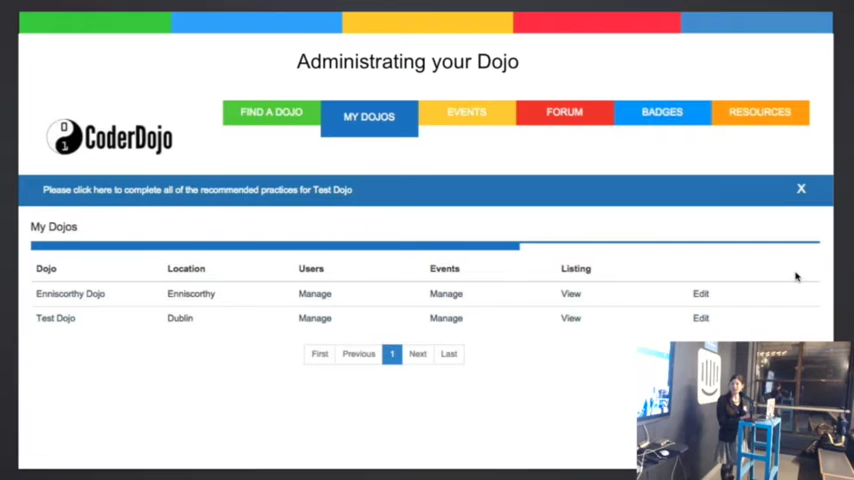 Administrating your Dojo
FIND A DOJO MY DOJOS EVENTS FORUM BADGES RESOURCES
0
1
CoderDojo
Please click here to complete all of the recommended practices for Test Dojo X
My Dojos
Dojo Location Users Events Listing
Enniscorthy Dojo Enniscorthy Manage Manage View Edit
Test Dojo Dublin Manage Manage View Edit
First Previous 1 Next Last